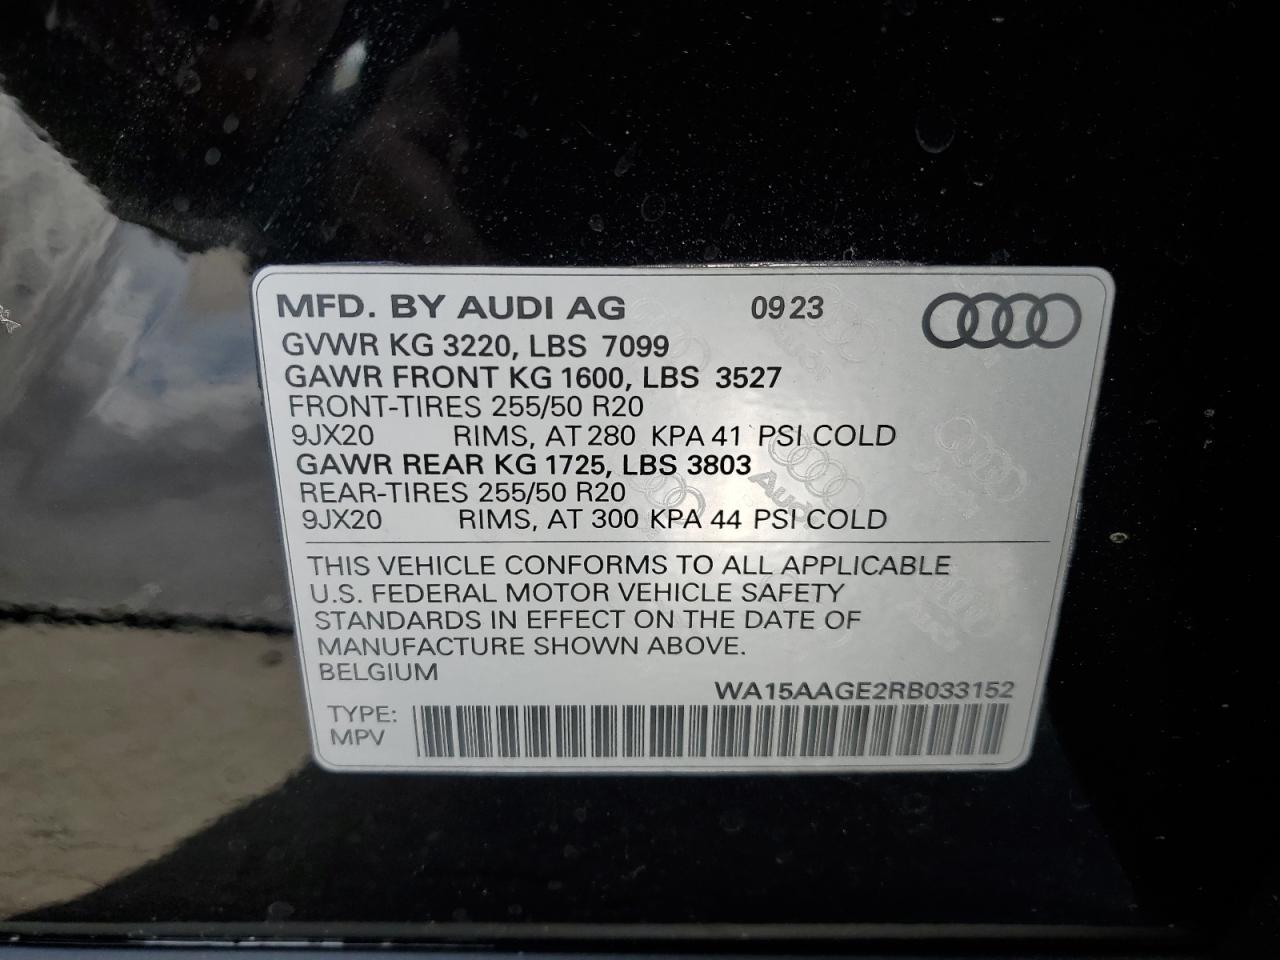 MFD. BY AUDI AG 09 23
GVWR KG 3220, LBS 7099
GAWR FRONT KG 1600, LBS 3527
FRONT-TIRES 255/50 R20
9JX20 RIMS, AT 280 KPA 41 PSI COLD
GAWR REAR KG 1725, LBS 3803
REAR-TIRES 255/50 R20
9JX20 RIMS, AT 300 KPA 44 PSI COLD
THIS VEHICLE CONFORMS TO ALL APPLICABLE
U.S. FEDERAL MOTOR VEHICLE SAFETY
STANDARDS IN EFFECT ON THE DATE OF
MANUFACTURE SHOWN ABOVE.
BELGIUM
WA15AAGE2RB033152
TYPE:
MPV